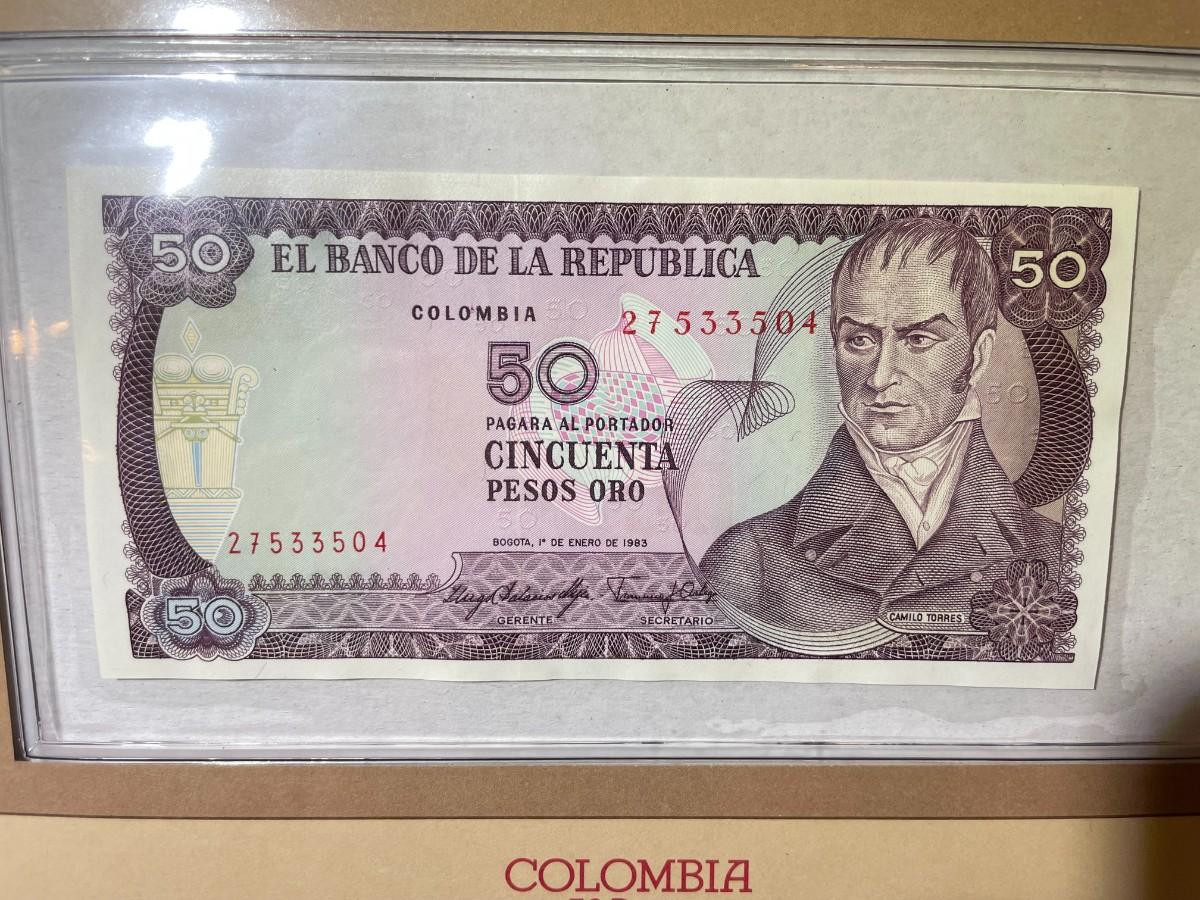 50
EL BANCO DE LA REPUBLICA
50
COLOMBIA
27533504
50
PAGARA AL PORTADOR
CINCUENTA
PESOS ORO
27533504
BOGOTA, 1º DE ENERO DE 1983
GERENTE
SECRETARIO
50
CAMILO TORRES
COLOMBIA